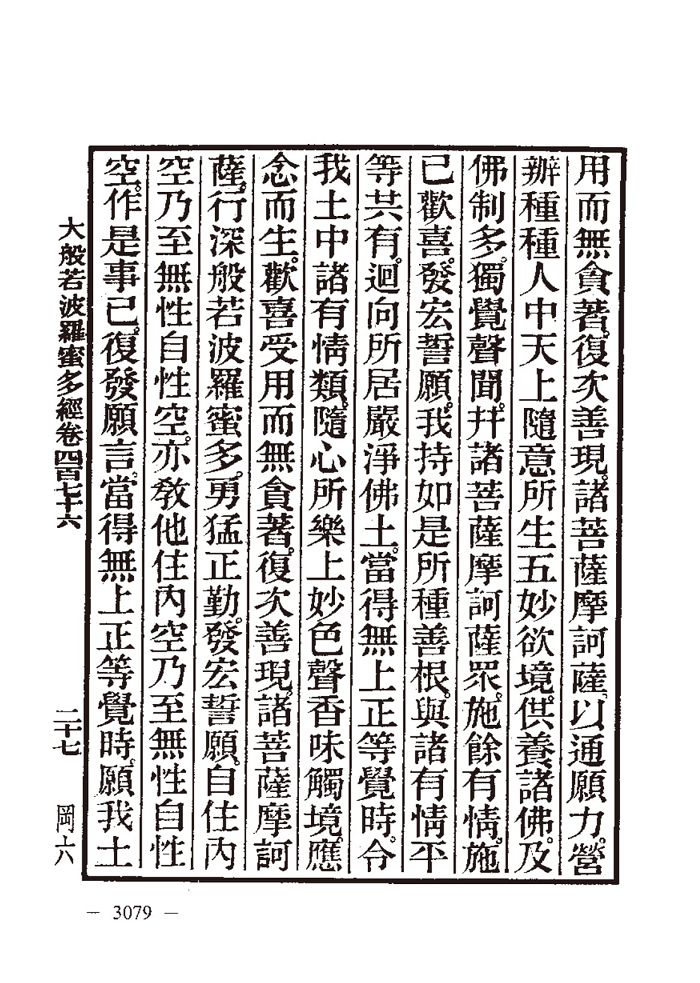 用而無貪著。復次善現。諸菩薩摩訶薩。以通願力。營
辦種種人中天上隨意所生五妙欲境。供養諸佛。及
佛制多。獨覺聲聞。幷諸菩薩摩訶薩眾。施餘有情。施
已歡喜。發宏誓願。我持如是所種善根。與諸有情平
等共有。迴向所居嚴淨佛土。當得無上正等覺時。令
我土中諸有情類。隨心所樂上妙色聲香味觸境。應
念而生。歡喜受用而無貪著。復次善現。諸菩薩摩訶
薩。行深般若波羅蜜多。勇猛正勤。發宏誓願。自住內
空乃至無性自性空。亦敎他住內空乃至無性自性
空。作是事已。復發願言。當得無上正等覺時。願我土
大般若波羅蜜多經卷四百七十六 二十七 岡六
— 3079 —